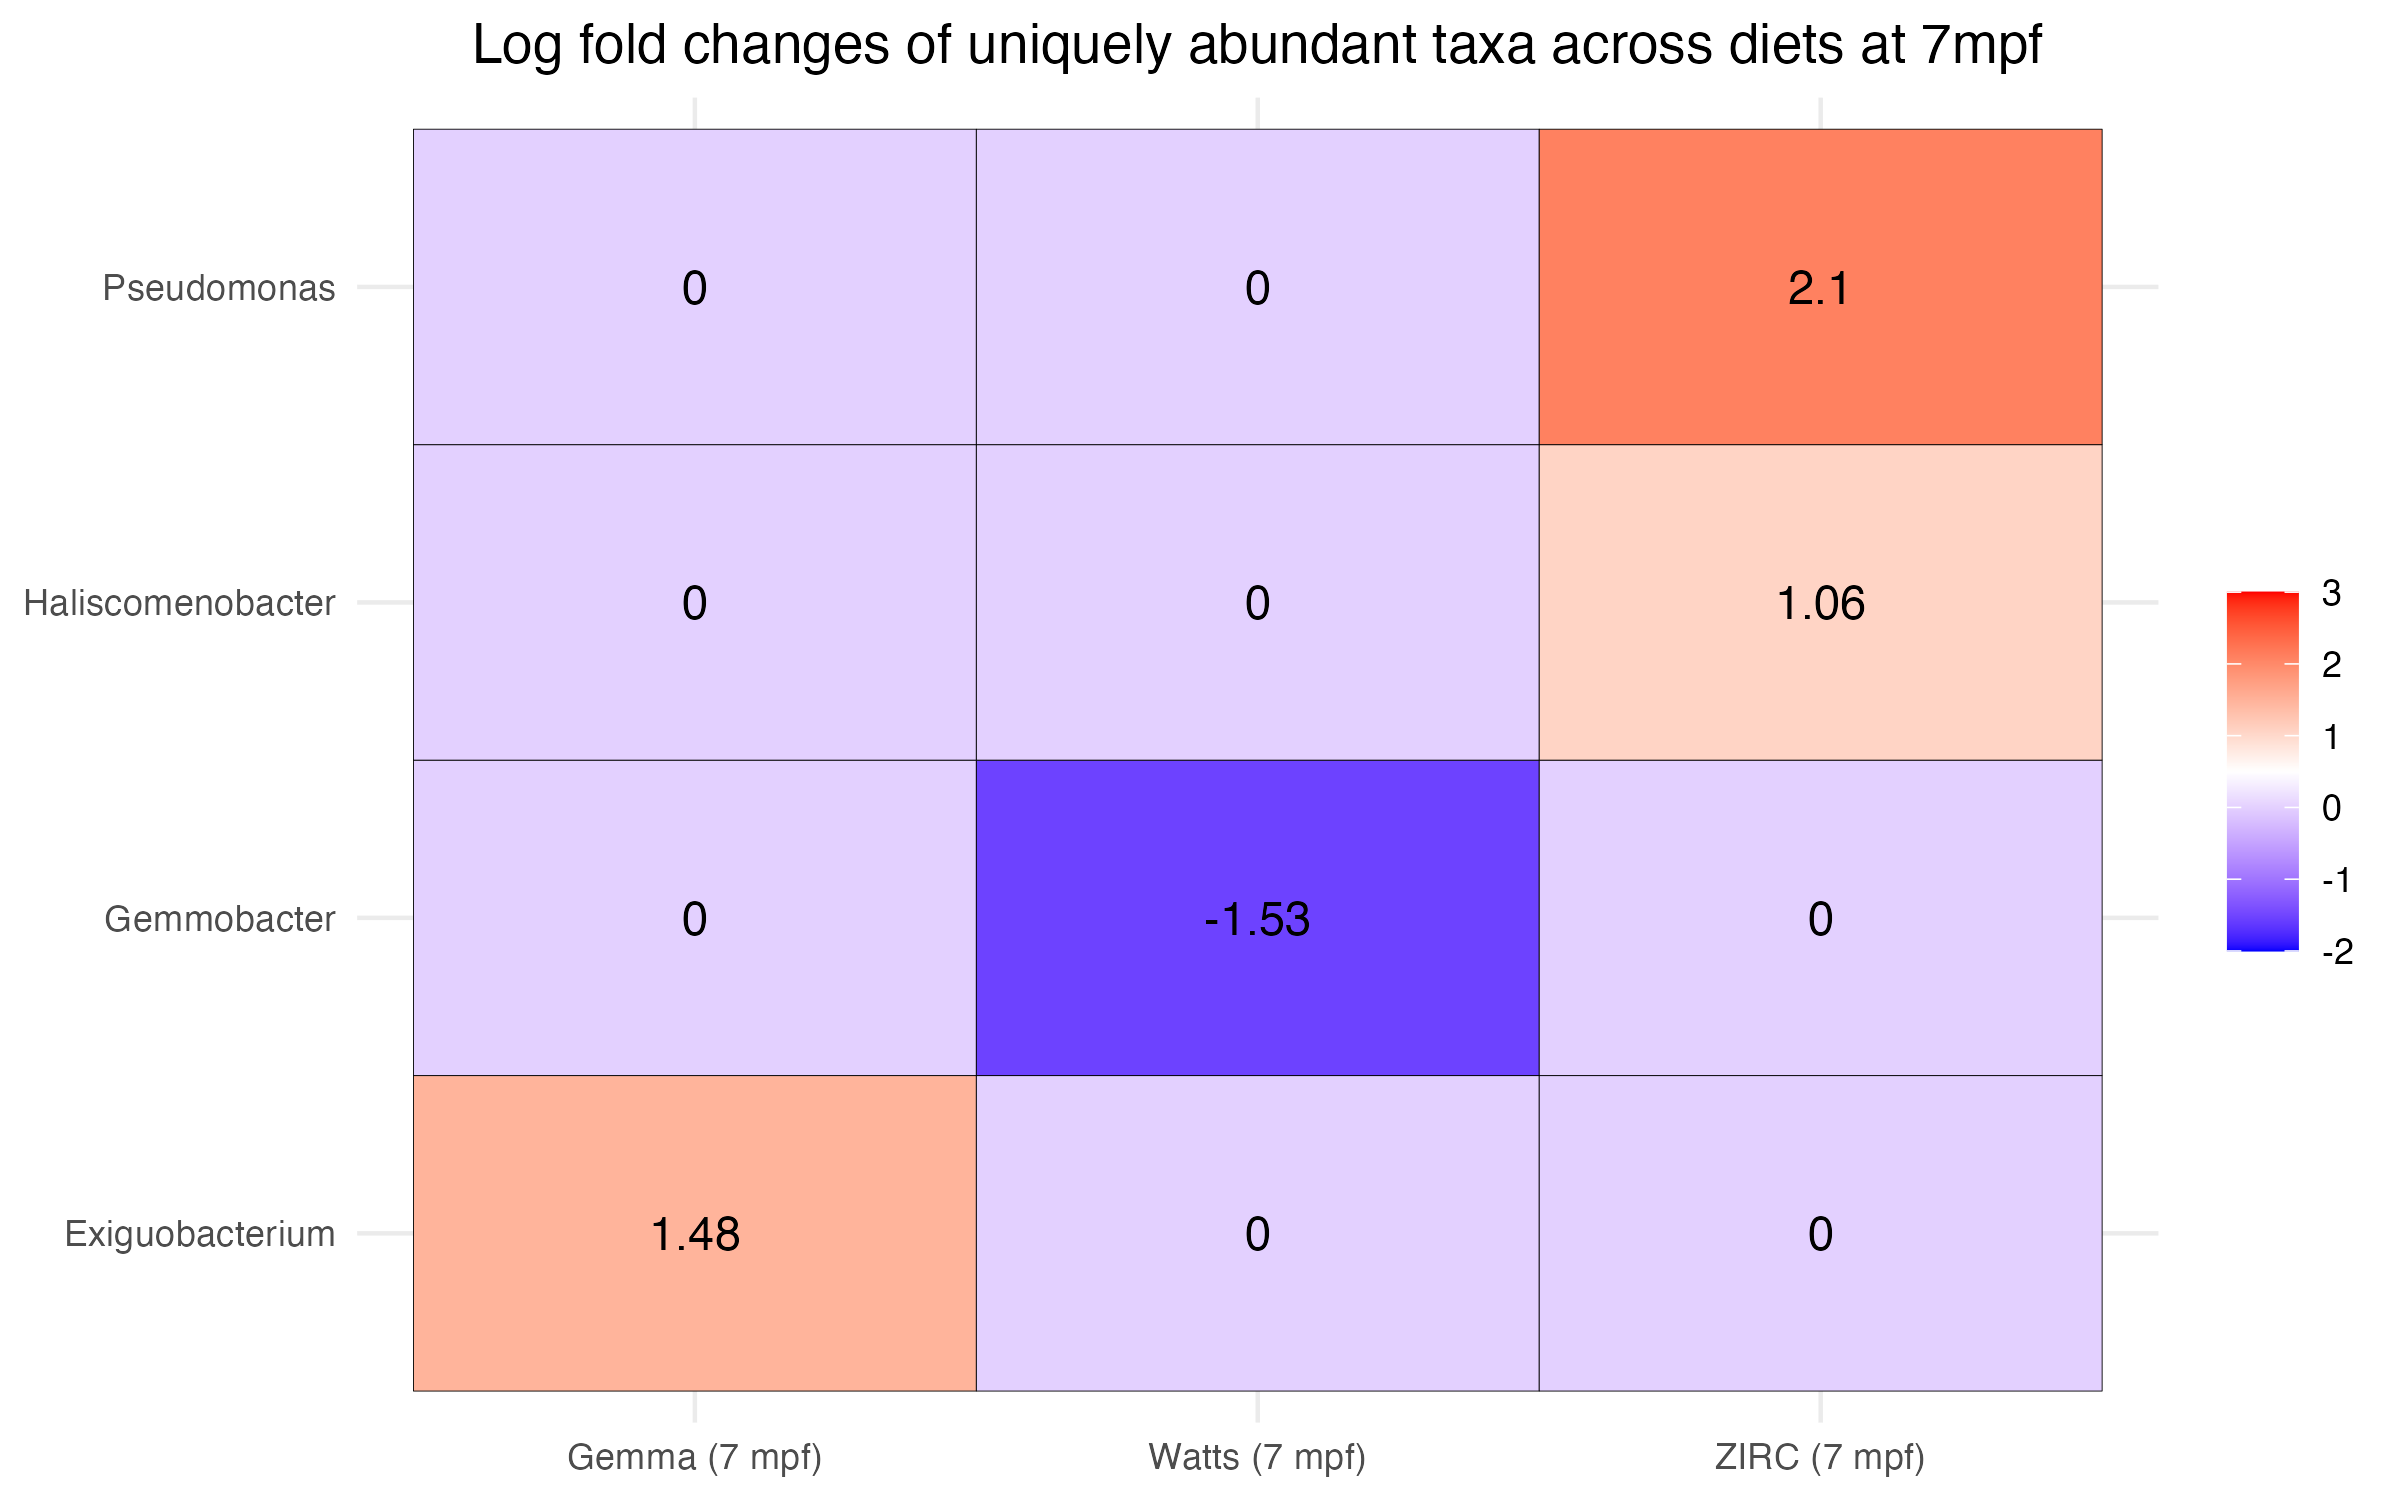 Log fold changes of uniquely abundant taxa across diets at 7mpf
Pseudomonas
0
0
2.1
Haliscomenobacter
0
0
1.06
Gemmobacter
0
-1.53
0
Exiguobacterium
1.48
0
0
Gemma (7 mpf)
Watts (7 mpf)
ZIRC (7 mpf)
3
2
1
0
-1
-2